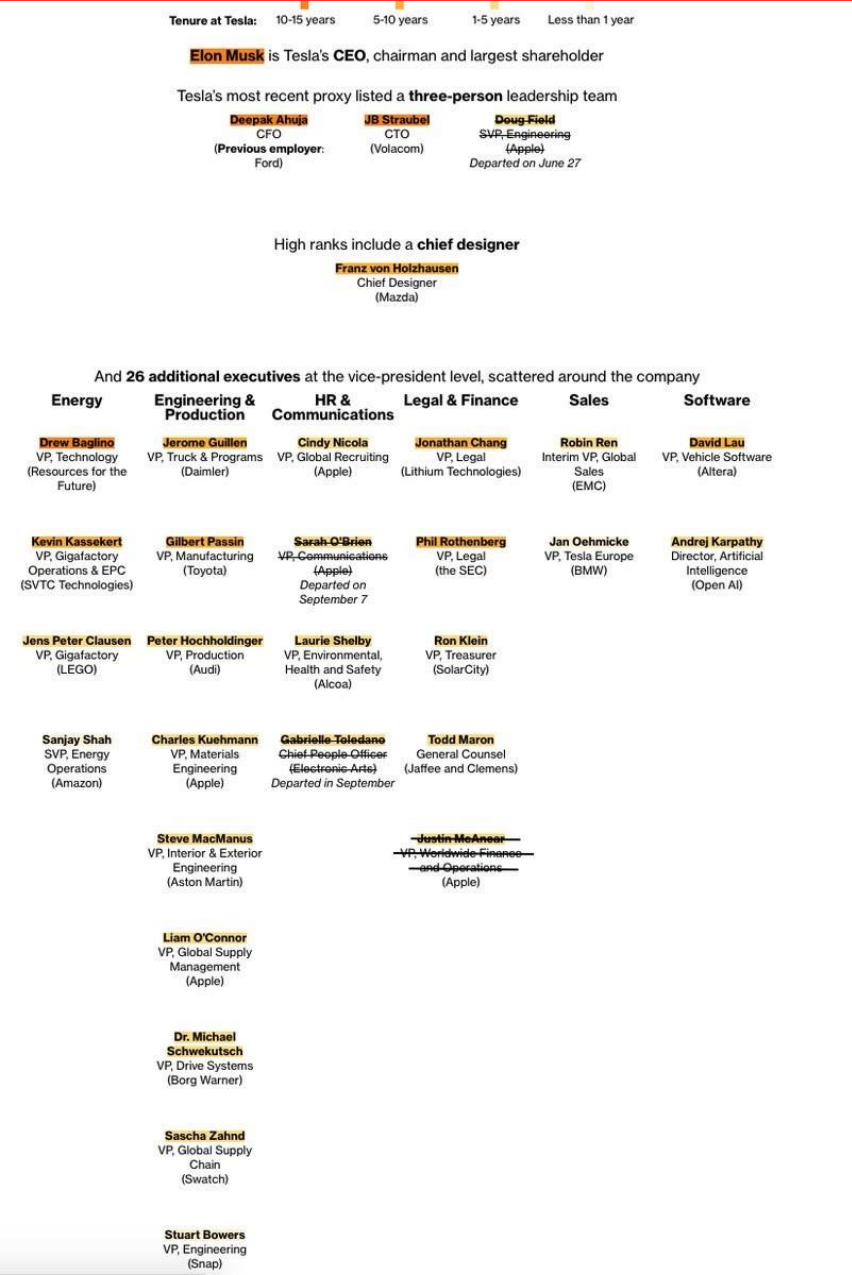 Tenure at Tesla: 10-15 years 5-10 years 1-5 years Less than 1 year
Elon Musk is Tesla's CEO, chairman and largest shareholder
Tesla's most recent proxy listed a three-person leadership team
Deepak Ahuja
CFO
(Previous employer:
Ford)
JB Straubel
CTO
(Volacom)
Doug Field
SVP, Engineering
(Apple)
Departed on June 27
High ranks include a chief designer
Franz von Holzhausen
Chief Designer
(Mazda)
And 26 additional executives at the vice-president level, scattered around the company
Energy
Drew Baglino
VP, Technology
(Resources for the
Future)
Kevin Kassekert
VP, Gigafactory
Operations & EPC
(SVTC Technologies)
Jens Peter Clausen
VP, Gigafactory
(LEGO)
Sanjay Shah
SVP, Energy
Operations
(Amazon)
Engineering &
Production
Jerome Guillen
VP, Truck & Programs
(Daimler)
Gilbert Passin
VP, Manufacturing
(Toyota)
Peter Hochholdinger
VP, Production
(Audi)
Charles Kuehmann
VP, Materials
Engineering
(Apple)
Steve MacManus
VP, Interior & Exterior
Engineering
(Aston Martin)
Liam O'Connor
VP, Global Supply
Management
(Apple)
Dr. Michael
Schwekutsch
VP, Drive Systems
(Borg Warner)
Sascha Zahnd
VP, Global Supply
Chain
(Swatch)
Stuart Bowers
VP, Engineering
(Snap)
HR &
Communications
Cindy Nicola
VP, Global Recruiting
(Apple)
Sarah O'Brien
VP, Communications
(Apple)
Departed on
September 7
Laurie Shelby
VP, Environmental,
Health and Safety
(Alcoa)
Gabrielle Toledano
Chief People Officer
(Electronic Arts)
Departed in September
Legal & Finance
Jonathan Chang
VP, Legal
(Lithium Technologies)
Phil Rothenberg
VP, Legal
(the SEC)
Ron Klein
VP, Treasurer
(SolarCity)
Todd Maron
General Counsel
(Jaffee and Clemens)
Justin McAnear
VP, Worldwide Finance
and Operations
(Apple)
Sales
Robin Ren
Interim VP, Global
Sales
(EMC)
Jan Oehmicke
VP, Tesla Europe
(BMW)
Software
David Lau
VP, Vehicle Software
(Altera)
Andrej Karpathy
Director, Artificial
Intelligence
(Open AI)